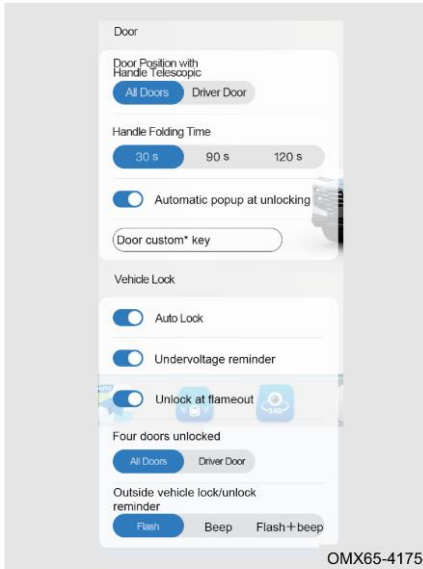 Door
Door Position with
Handle Telescopic
All Doors Driver Door
Handle Folding Time
30 s 90 s 120 s
Automatic popup at unlocking
Door custom* key
Vehicle Lock
Auto Lock
Undervoltage reminder
Unlock at flameout
540
Four doors unlocked
All Doors Driver Door
Outside vehicle lock/unlock
reminder
Flash Beep Flash+beep
OMX65-4175